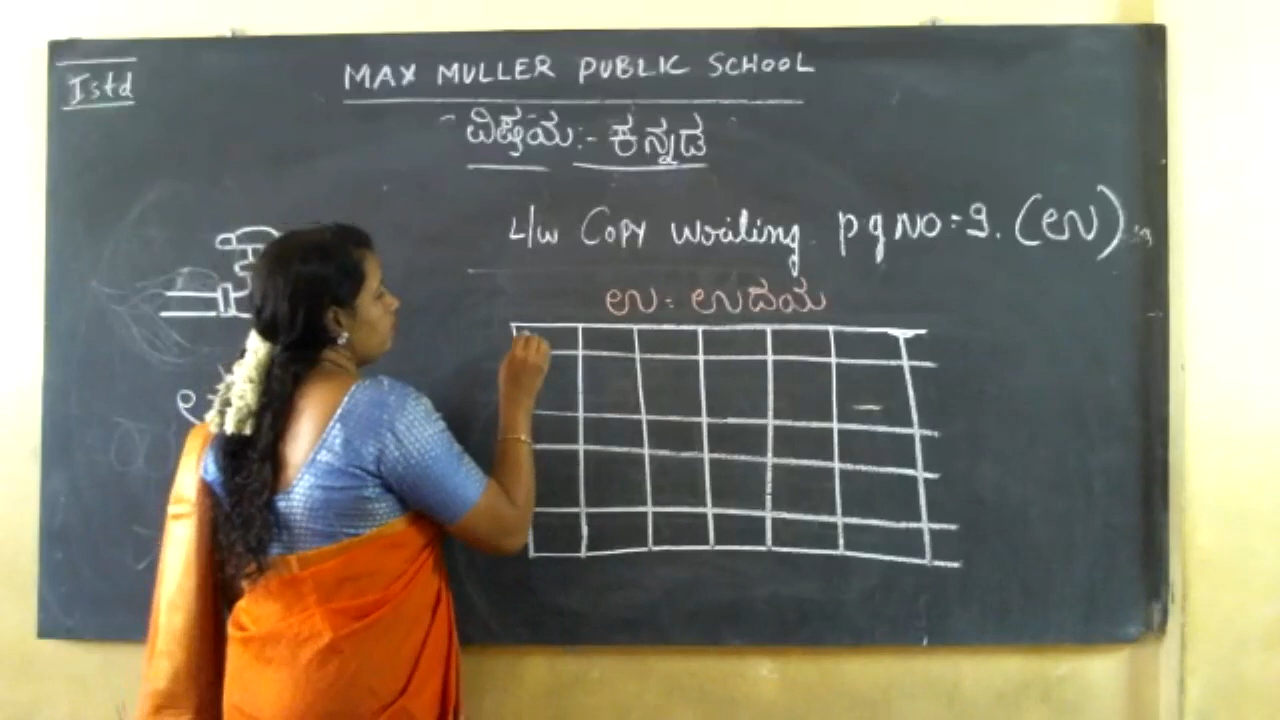 Istd
MAX MULLER PUBLIC SCHOOL
ವಿಷಯ:- ಕನ್ನಡ
L/w Copy writing pg NO = 9. (ಉ)
ಉ = ಉದಯ